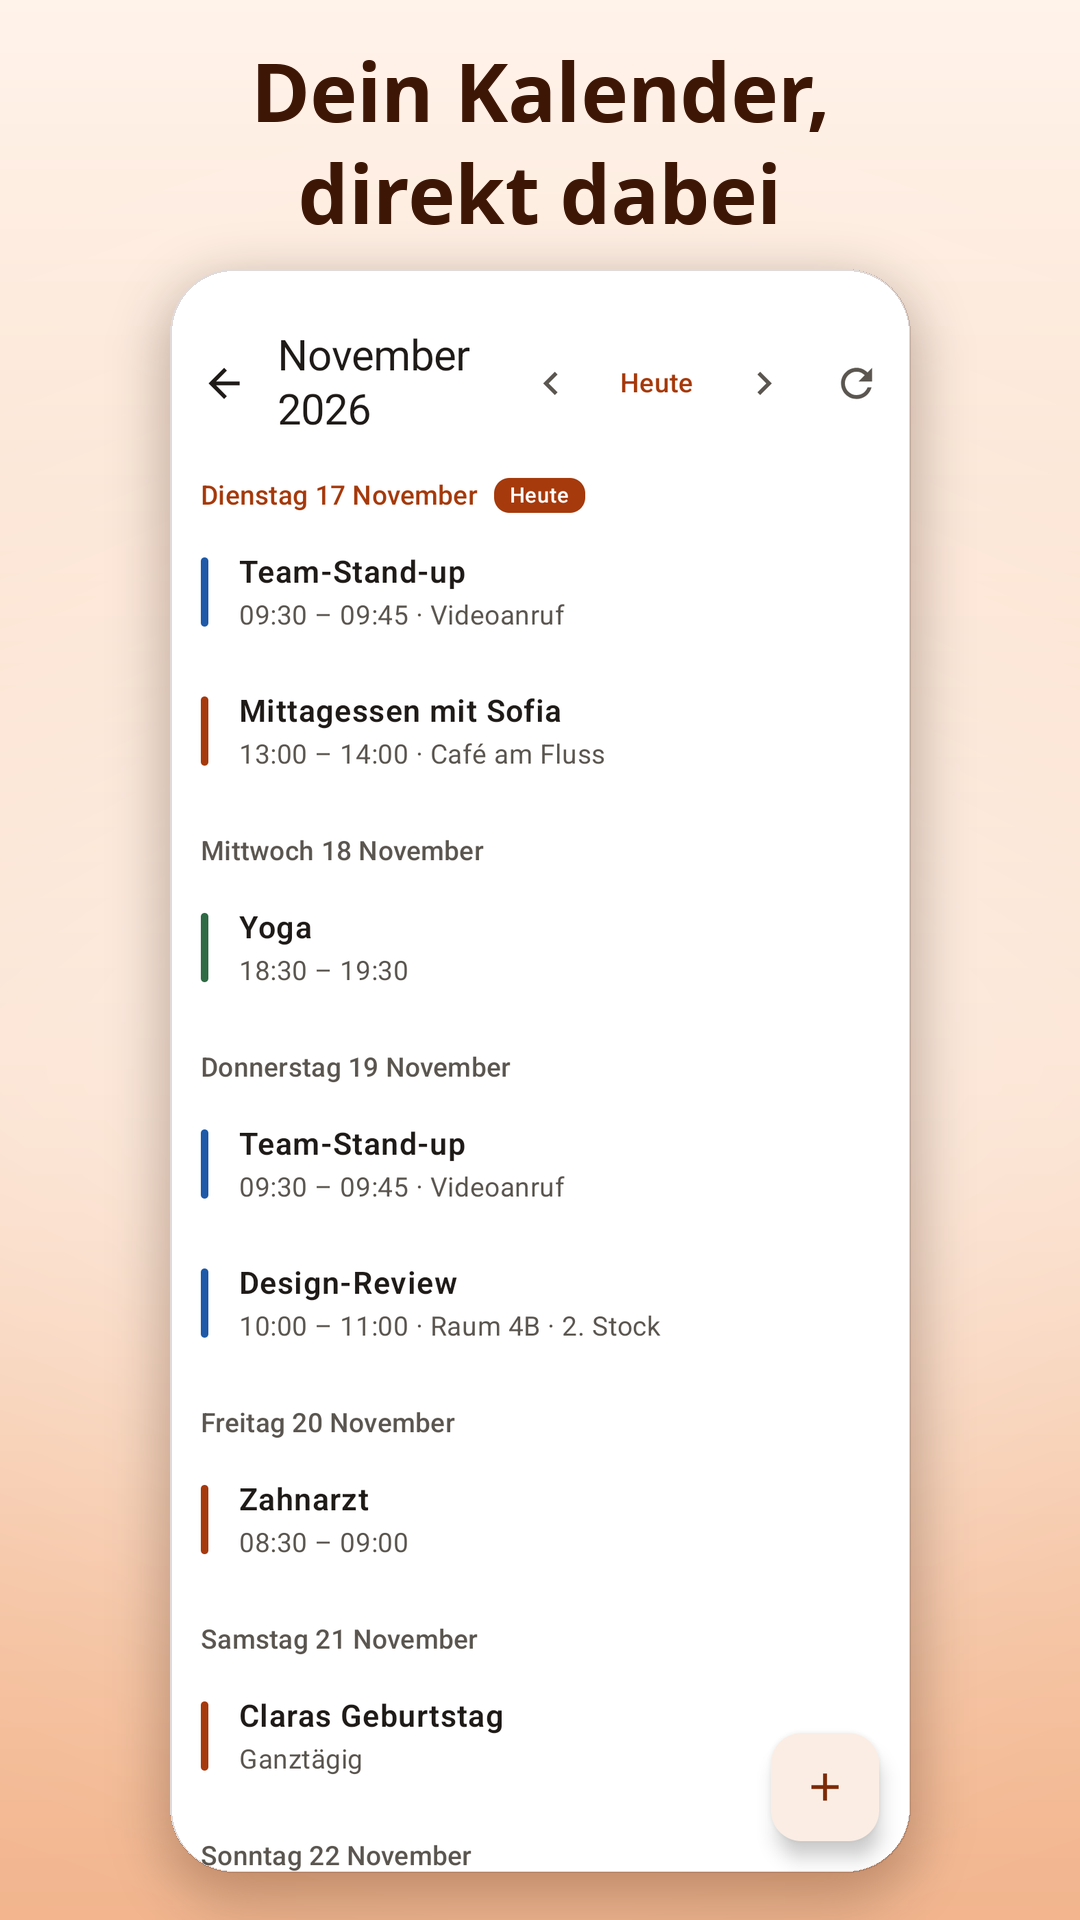 Dein Kalender,
direkt dabei
November
2026
Heute
Dienstag 17 November
Heute
Team-Stand-up
09:30 – 09:45 · Videoanruf
Mittagessen mit Sofia
13:00 – 14:00 · Café am Fluss
Mittwoch 18 November
Yoga
18:30 – 19:30
Donnerstag 19 November
Team-Stand-up
09:30 – 09:45 · Videoanruf
Design-Review
10:00 – 11:00 · Raum 4B · 2. Stock
Freitag 20 November
Zahnarzt
08:30 – 09:00
Samstag 21 November
Claras Geburtstag
Ganztägig
Sonntag 22 November